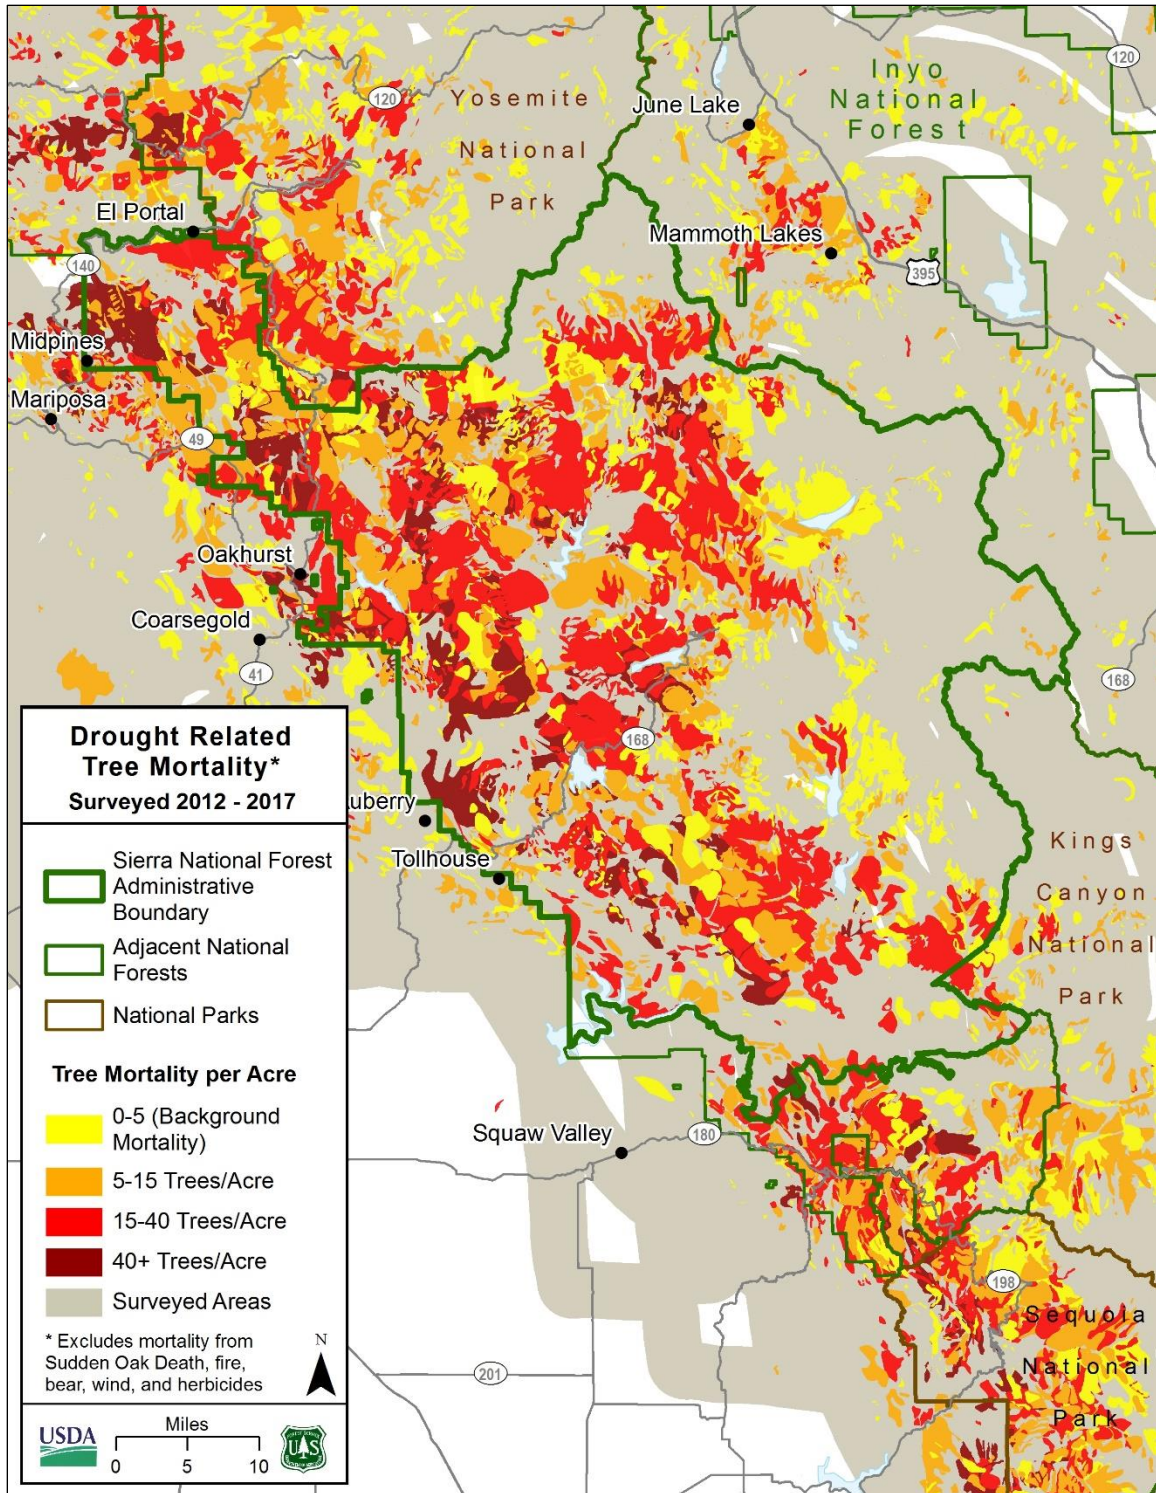 120
Yosemite
National
Park
June Lake
Inyo
National
Forest
120
El Portal
Mammoth Lakes
140
395
Midpines
Mariposa
49
Oakhurst
Coarsegold
41
168
168
Drought Related
Tree Mortality*
Surveyed 2012 - 2017
Sierra National Forest
Administrative
Boundary
Adjacent National
Forests
National Parks
Tree Mortality per Acre
0-5 (Background
Mortality)
5-15 Trees/Acre
15-40 Trees/Acre
40+ Trees/Acre
Surveyed Areas
* Excludes mortality from
Sudden Oak Death, fire,
bear, wind, and herbicides
N
USDA
Miles
0 5 10
U S
uberry
Tollhouse
Kings
Canyon
National
Park
Squaw Valley
180
198
201
Sequoia
National
Park